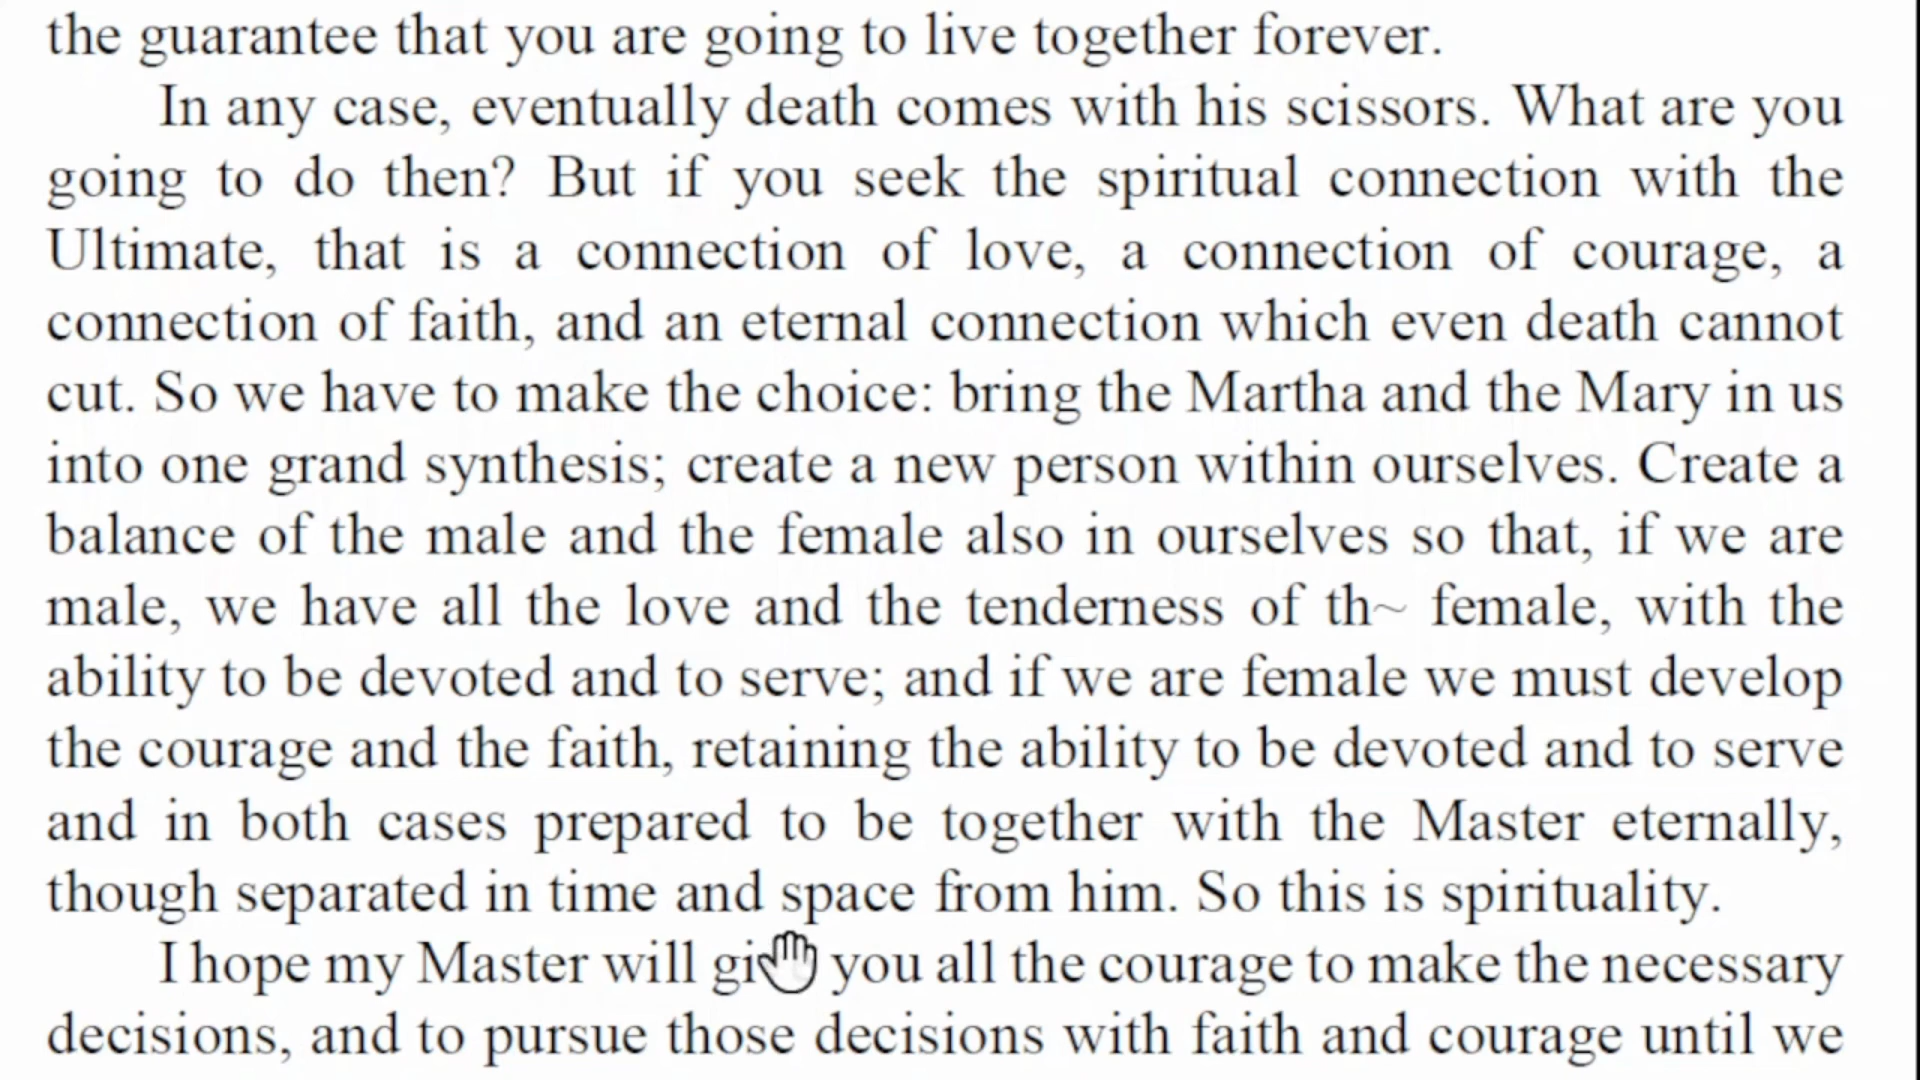 the guarantee that you are going to live together forever.
In any case, eventually death comes with his scissors. What are you
going to do then? But if you seek the spiritual connection with the
Ultimate, that is a connection of love, a connection of courage, a
connection of faith, and an eternal connection which even death cannot
cut. So we have to make the choice: bring the Martha and the Mary in us
into one grand synthesis; create a new person within ourselves. Create a
balance of the male and the female also in ourselves so that, if we are
male, we have all the love and the tenderness of th~ female, with the
ability to be devoted and to serve; and if we are female we must develop
the courage and the faith, retaining the ability to be devoted and to serve
and in both cases prepared to be together with the Master eternally,
though separated in time and space from him. So this is spirituality.
I hope my Master will you all the courage to make the necessary
decisions, and to pursue those decisions with faith and courage until we